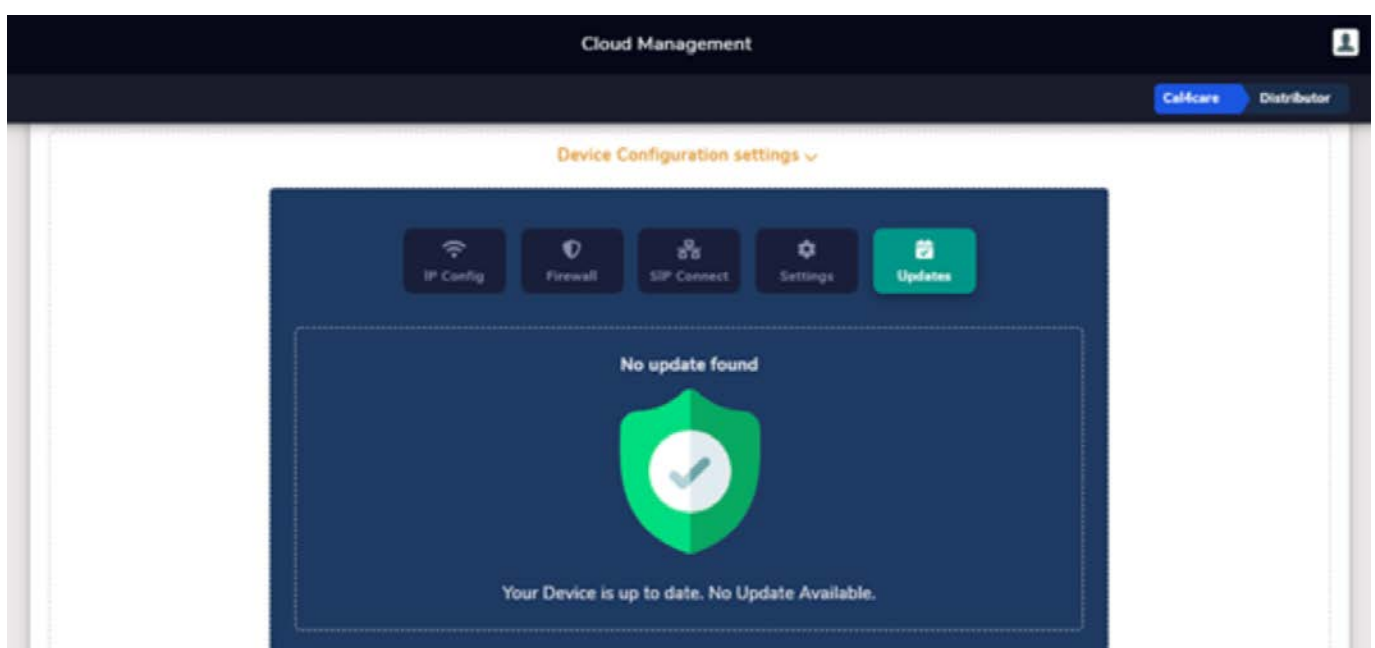 Cloud Management
Cal4care Distributor
Device Configuration settings
IP Config Firewall SIP Connect Settings Updates
No update found
Your Device is up to date. No Update Available.